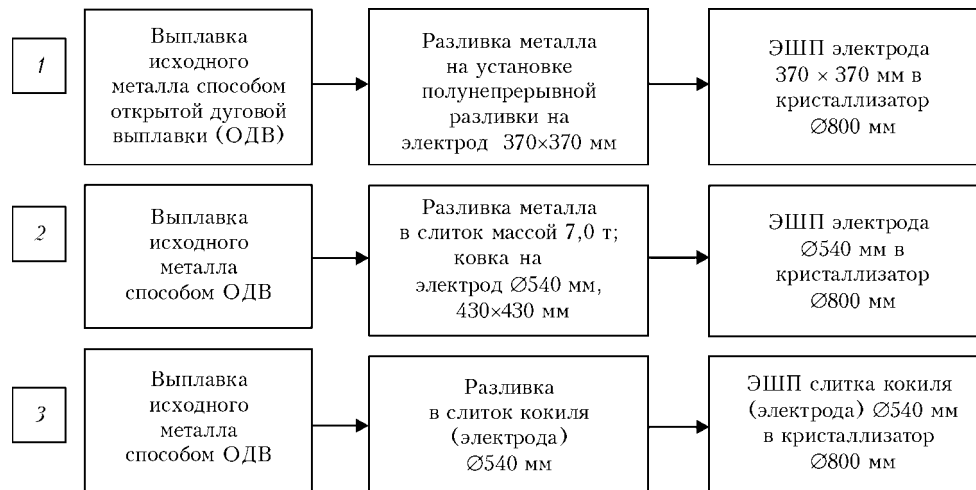 1
Выплавка
исходного
металла способом
открытой дуговой
выплавки (ОДВ)
Разливка металла
на установке
полунепрерывной
разливки на
электрод 370×370 мм
ЭШП электрода
370 × 370 мм в
кристаллизатор
∅800 мм
2
Выплавка
исходного
металла
способом ОДВ
Разливка металла
в слиток массой 7,0 т;
ковка на
электрод ∅540 мм,
430×430 мм
ЭШП электрода
∅540 мм в
кристаллизатор
∅800 мм
3
Выплавка
исходного
металла
способом ОДВ
Разливка
в слиток кокиля
(электрода)
∅540 мм
ЭШП слитка кокиля
(электрода) ∅540 мм
в кристаллизатор
∅800 мм